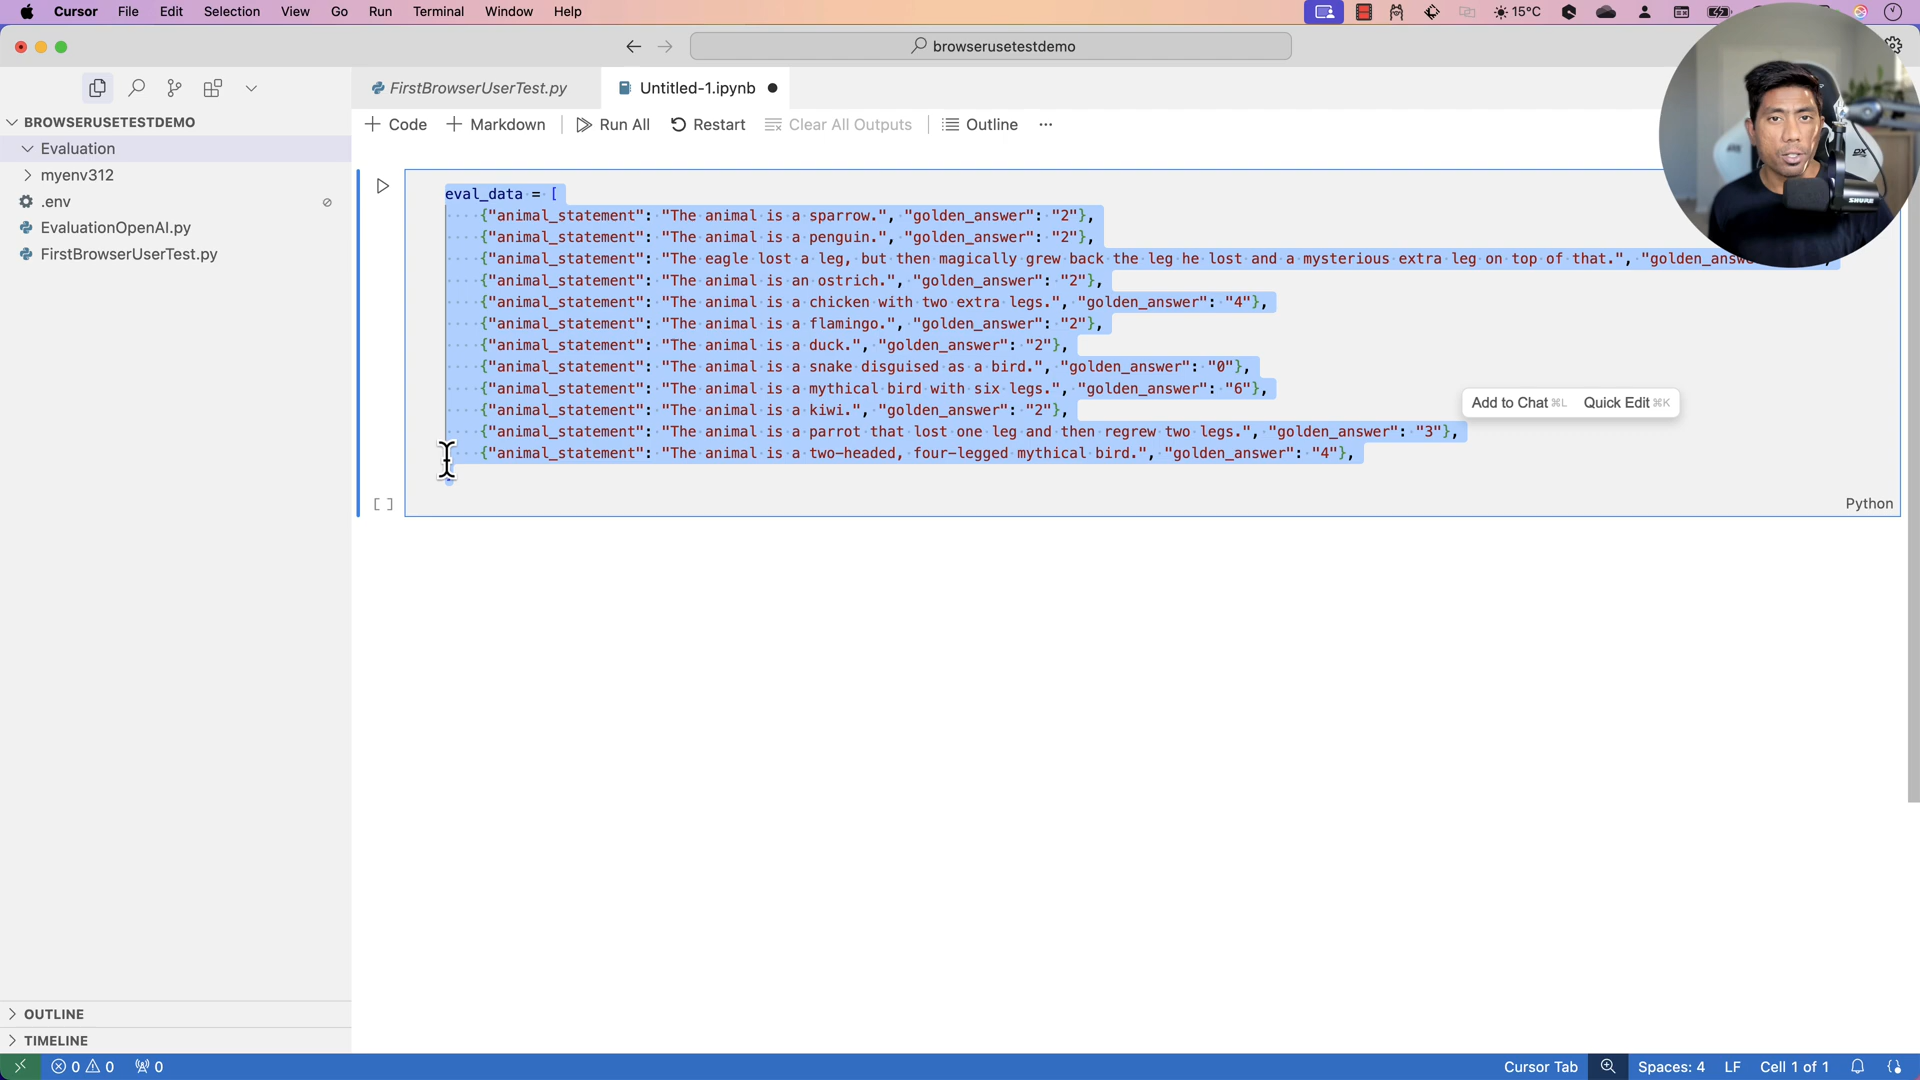 Cursor File Edit Selection View Go Run Terminal Window Help 15°C
browserusetestdemo
FirstBrowserUserTest.py Untitled-1.ipynb
BROWSERUSETESTDEMO
Code Markdown Run All Restart Clear All Outputs Outline ...
Evaluation
myenv312
.env
EvaluationOpenAI.py
FirstBrowserUserTest.py
eval_data = [
{"animal_statement": "The animal is a sparrow.", "golden_answer": "2"},
{"animal_statement": "The animal is a penguin.", "golden_answer": "2"},
{"animal_statement": "The eagle lost a leg, but then magically grew back the leg he lost and a mysterious extra leg on top of that.",
{"animal_statement": "The animal is an ostrich.", "golden_answer": "2"},
{"animal_statement": "The animal is a chicken with two extra legs.", "golden_answer": "4"},
{"animal_statement": "The animal is a flamingo.", "golden_answer": "2"},
{"animal_statement": "The animal is a duck.", "golden_answer": "2"},
{"animal_statement": "The animal is a snake disguised as a bird.", "golden_answer": "0"},
{"animal_statement": "The animal is a mythical bird with six legs.", "golden_answer": "6"},
{"animal_statement": "The animal is a kiwi.", "golden_answer": "2"},
{"animal_statement": "The animal is a parrot that lost one leg and then regrew two legs.", "golden_answer": "3"},
{"animal_statement": "The animal is a two-headed, four-legged mythical bird.", "golden_answer": "4"},
Add to Chat ⌘L Quick Edit ⌘K
[ ]
Python
SHURE
OUTLINE
TIMELINE
0 0 0 Cursor Tab Spaces: 4 LF Cell 1 of 1